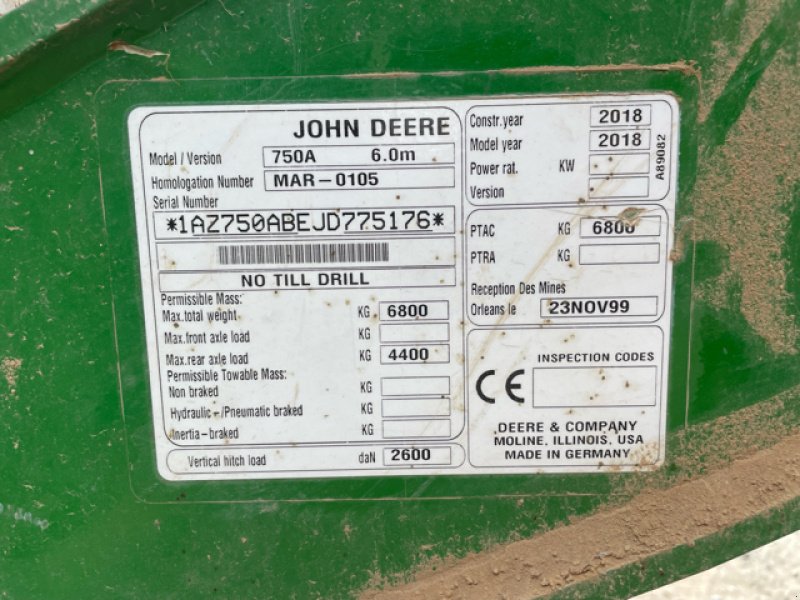 JOHN DEERE
Model / Version 750A 6.0m
Homologation Number MAR-0105
Serial Number
*1AZ750ABEJD775176*
NO TILL DRILL
Permissible Mass:
Max.total weight KG 6800
Max.front axle load KG
Max.rear axle load KG 4400
Permissible Towable Mass:
Non braked KG
Hydraulic-/Pneumatic braked KG
Inertia-braked KG
Vertical hitch load daN 2600
Constr.year 2018
Model year 2018
Power rat. KW
Version
A89082
PTAC KG 6800
PTRA KG
Reception Des Mines
Orleans le 23NOV99
INSPECTION CODES
CE
DEERE & COMPANY
MOLINE, ILLINOIS, USA
MADE IN GERMANY